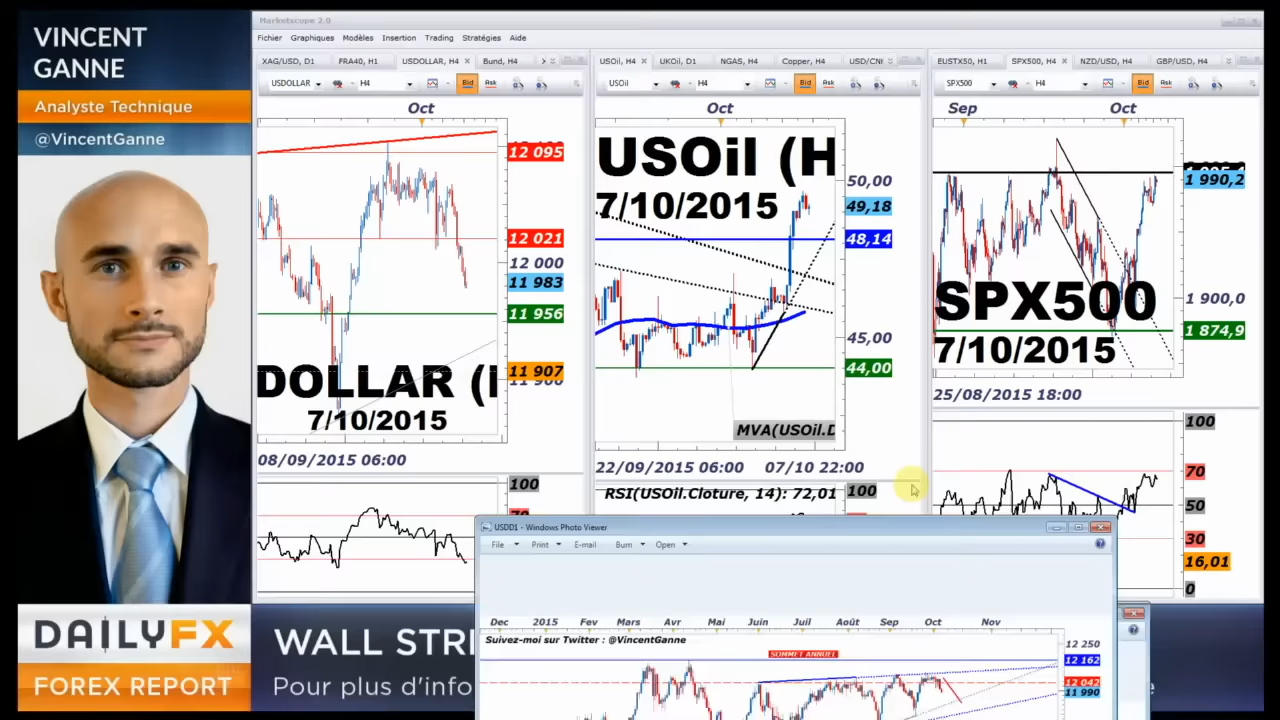 VINCENT
GANNE
Analyste Technique
@VincentGanne
DAILYFX
FOREX REPORT
Marketscope 2.0
Fichier Graphiques Modèles Insertion Trading Stratégies Aide
XAG/USD, D1 FRA40, H1 USDOLLAR, H4 Bund, H4
USDOLLAR H4 Bid Ask
Oct
12 095
12 021
12 000
11 983
11 956
11 907
11 900
DOLLAR (
7/10/2015
08/09/2015 06:00
100
USOil, H4 UKOil, D1 NGAS, H4 Copper, H4 USD/CNH
USOil H4 Bid Ask
Oct
USOil (H
7/10/2015
50,00
49,18
48,14
45,00
44,00
MVA(USOil.D
22/09/2015 06:00 07/10 22:00
RSI(USOil.Cloture, 14): 72,01
100
EUSTX50, H1 SPX500, H4 NZD/USD, H4 GBP/USD, H4
SPX500 H4 Bid Ask
Sep Oct
1 990,2
1 900,0
1 874,9
SPX500
7/10/2015
25/08/2015 18:00
100
70
50
30
16,01
0
USDD1 - Windows Photo Viewer
File Print E-mail Burn Open
Dec 2015 Fev Mars Avr Mai Juin Juil Août Sep Oct Nov
Suivez-moi sur Twitter : @VincentGanne
SOMMET ANNUEL
12 250
12 162
12 042
11 990
WALL STR
Pour plus d'info